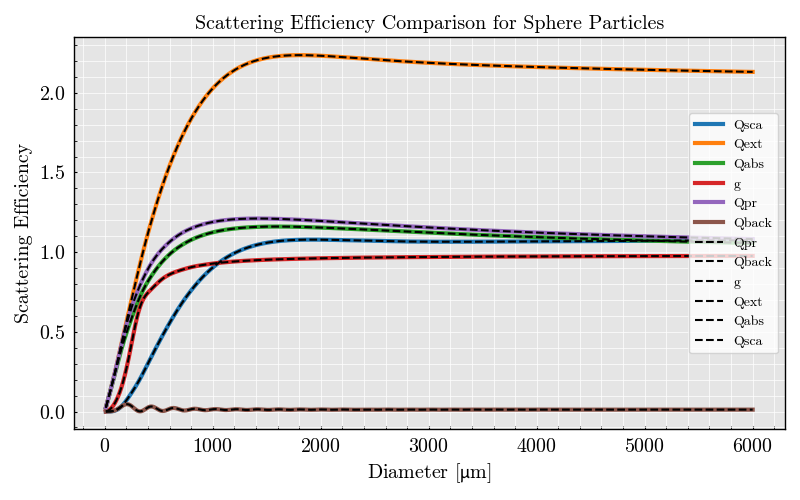 Scattering Efficiency Comparison for Sphere Particles
Scattering Efficiency
2.0
1.5
1.0
0.5
0.0
Qsca
Qext
Qabs
g
Qpr
Qback
Qpr
Qback
g
Qext
Qabs
Qsca
0 1000 2000 3000 4000 5000 6000
Diameter [μm]